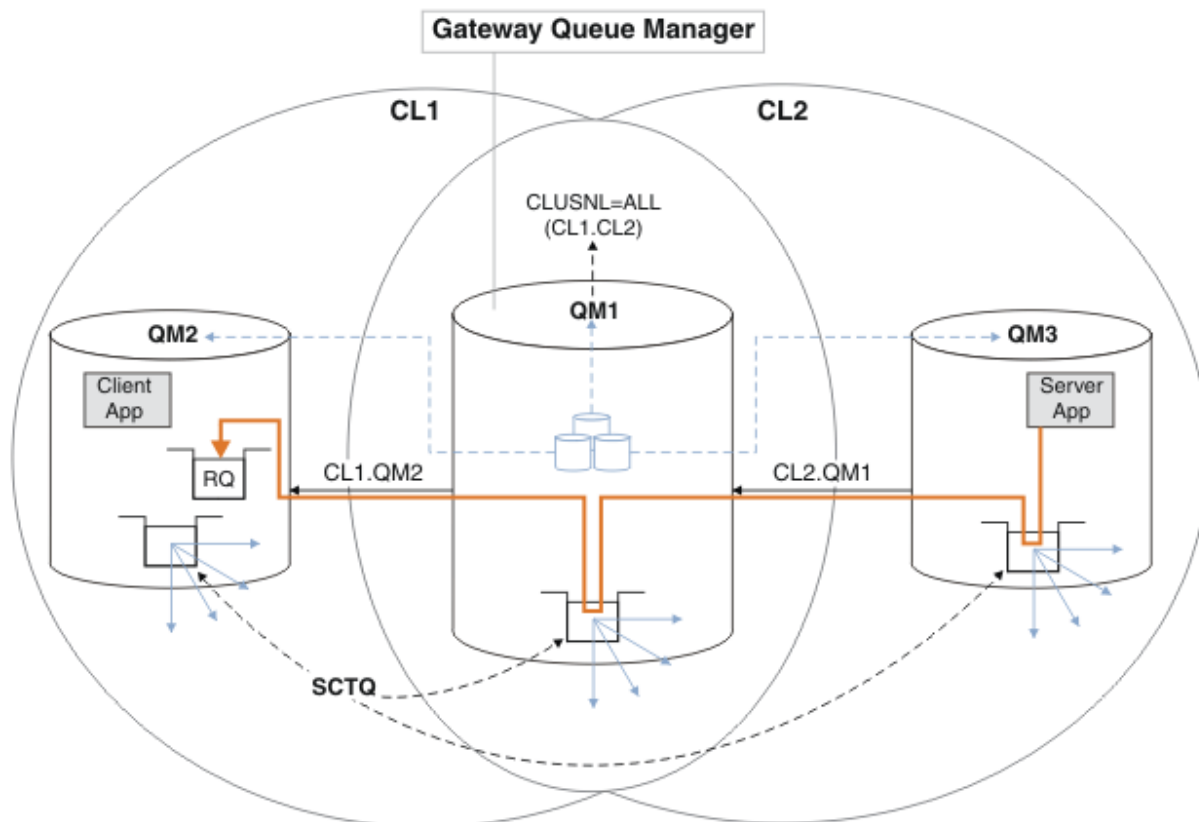 Gateway Queue Manager
CL1
CL2
CLUSNL=ALL
(CL1.CL2)
QM2
QM1
QM3
Client
App
Server
App
RQ
CL1.QM2
CL2.QM1
SCTQ